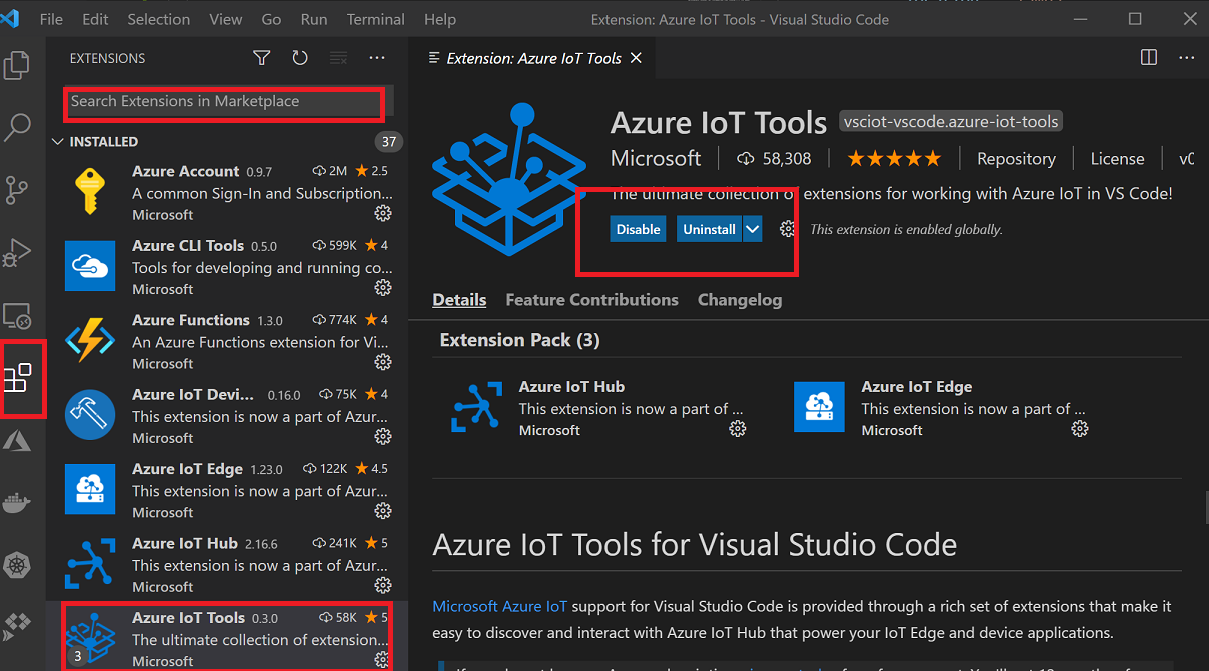 File Edit Selection View Go Run Terminal Help Extension: Azure IoT Tools - Visual Studio Code
EXTENSIONS
Search Extensions in Marketplace
INSTALLED 37
Azure Account 0.9.7 2M 2.5
A common Sign-In and Subscription...
Microsoft
Azure CLI Tools 0.5.0 599K 4
Tools for developing and running co...
Microsoft
Azure Functions 1.3.0 774K 4
An Azure Functions extension for Vi...
Microsoft
Azure IoT Devi... 0.16.0 75K 4
This extension is now a part of Azur...
Microsoft
Azure IoT Edge 1.23.0 122K 4.5
This extension is now a part of Azur...
Microsoft
Azure IoT Hub 2.16.6 241K 5
This extension is now a part of Azur...
Microsoft
Azure IoT Tools 0.3.0 58K 5
The ultimate collection of extension...
3 Microsoft
Extension: Azure IoT Tools
Azure IoT Tools vsciot-vscode.azure-iot-tools
Microsoft 58,308 Repository License v0
The ultimate collection of extensions for working with Azure IoT in VS Code!
Disable Uninstall This extension is enabled globally.
Details Feature Contributions Changelog
Extension Pack (3)
Azure IoT Hub
This extension is now a part of ...
Microsoft
Azure IoT Edge
This extension is now a part of ...
Microsoft
Azure IoT Tools for Visual Studio Code
Microsoft Azure IoT support for Visual Studio Code is provided through a rich set of extensions that make it
easy to discover and interact with Azure IoT Hub that power your IoT Edge and device applications.